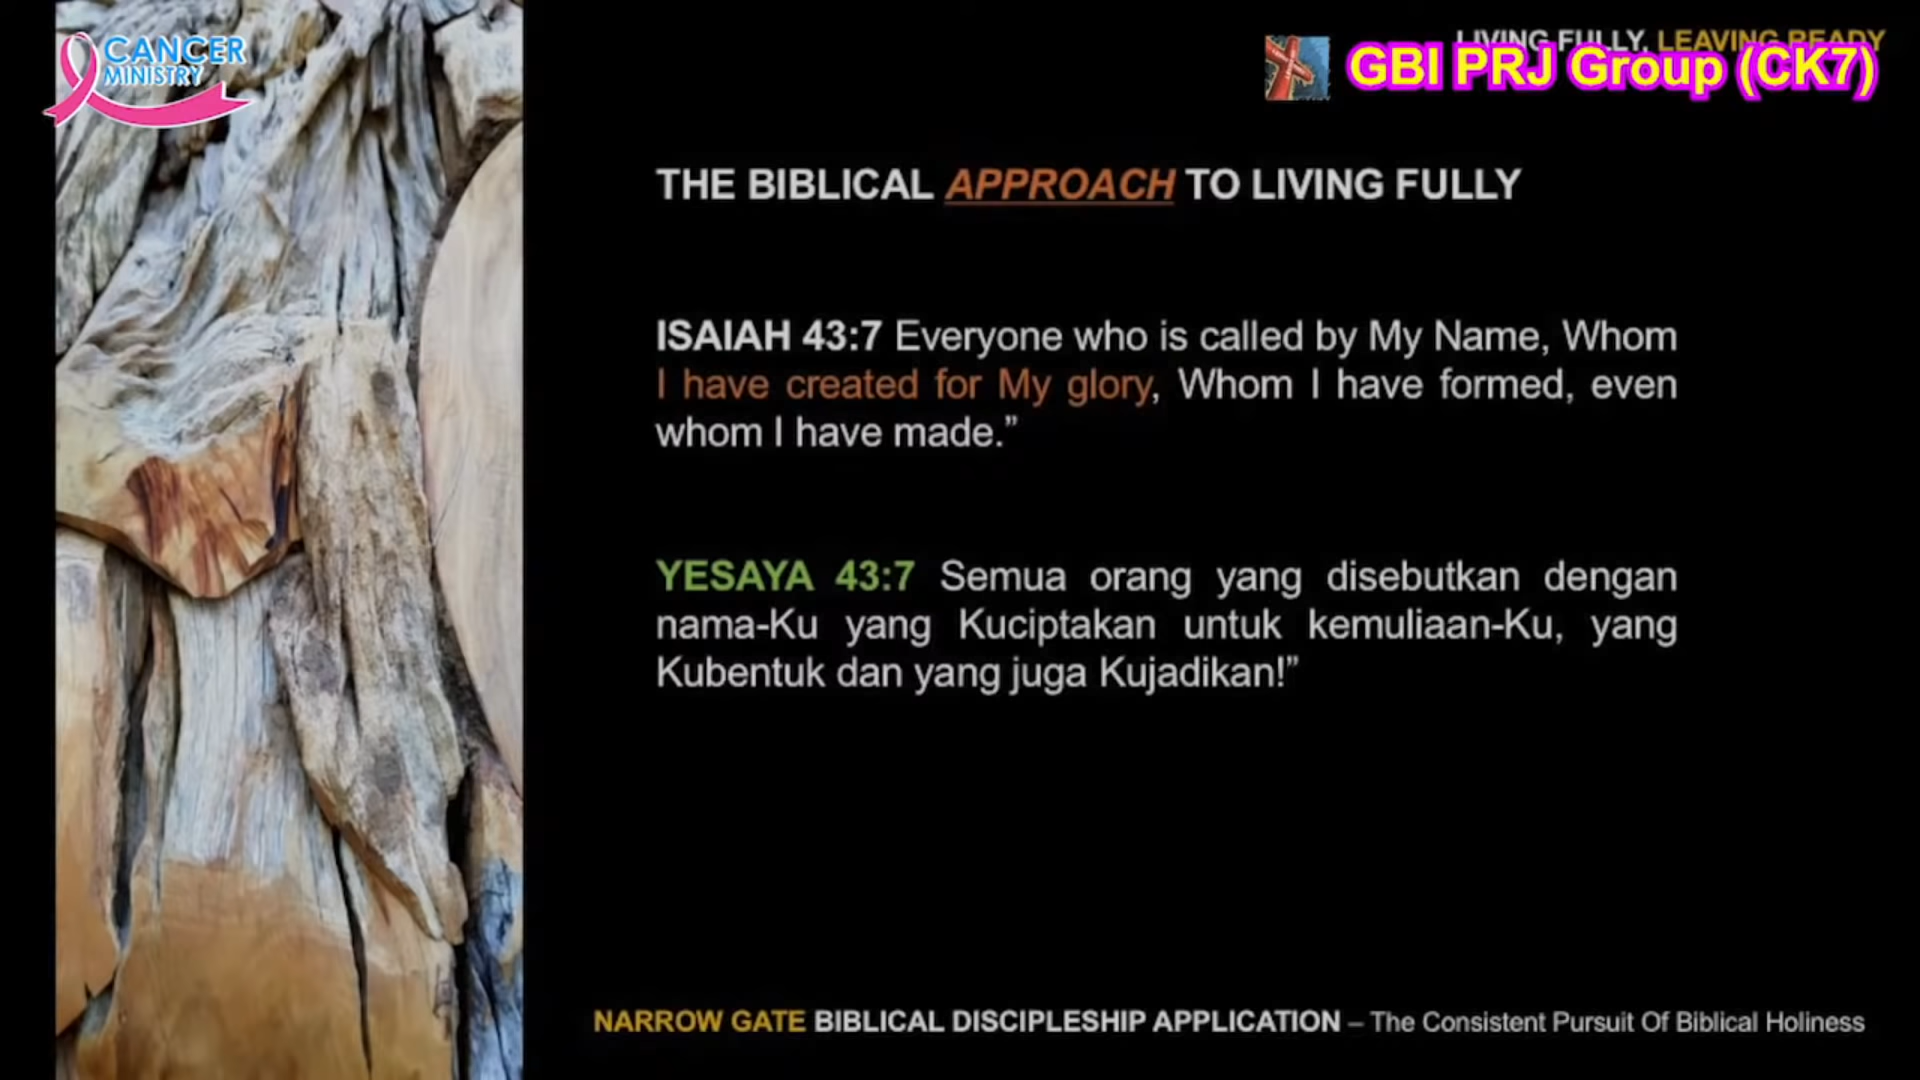 CANCER
MINISTRY
LIVING FULLY, LEAVING READY
GBI PRJ Group (CK7)
THE BIBLICAL APPROACH TO LIVING FULLY
ISAIAH 43:7 Everyone who is called by My Name, Whom
I have created for My glory, Whom I have formed, even
whom I have made.”
YESAYA 43:7 Semua orang yang disebutkan dengan
nama-Ku yang Kuciptakan untuk kemuliaan-Ku, yang
Kubentuk dan yang juga Kujadikan!”
NARROW GATE BIBLICAL DISCIPLESHIP APPLICATION – The Consistent Pursuit Of Biblical Holiness